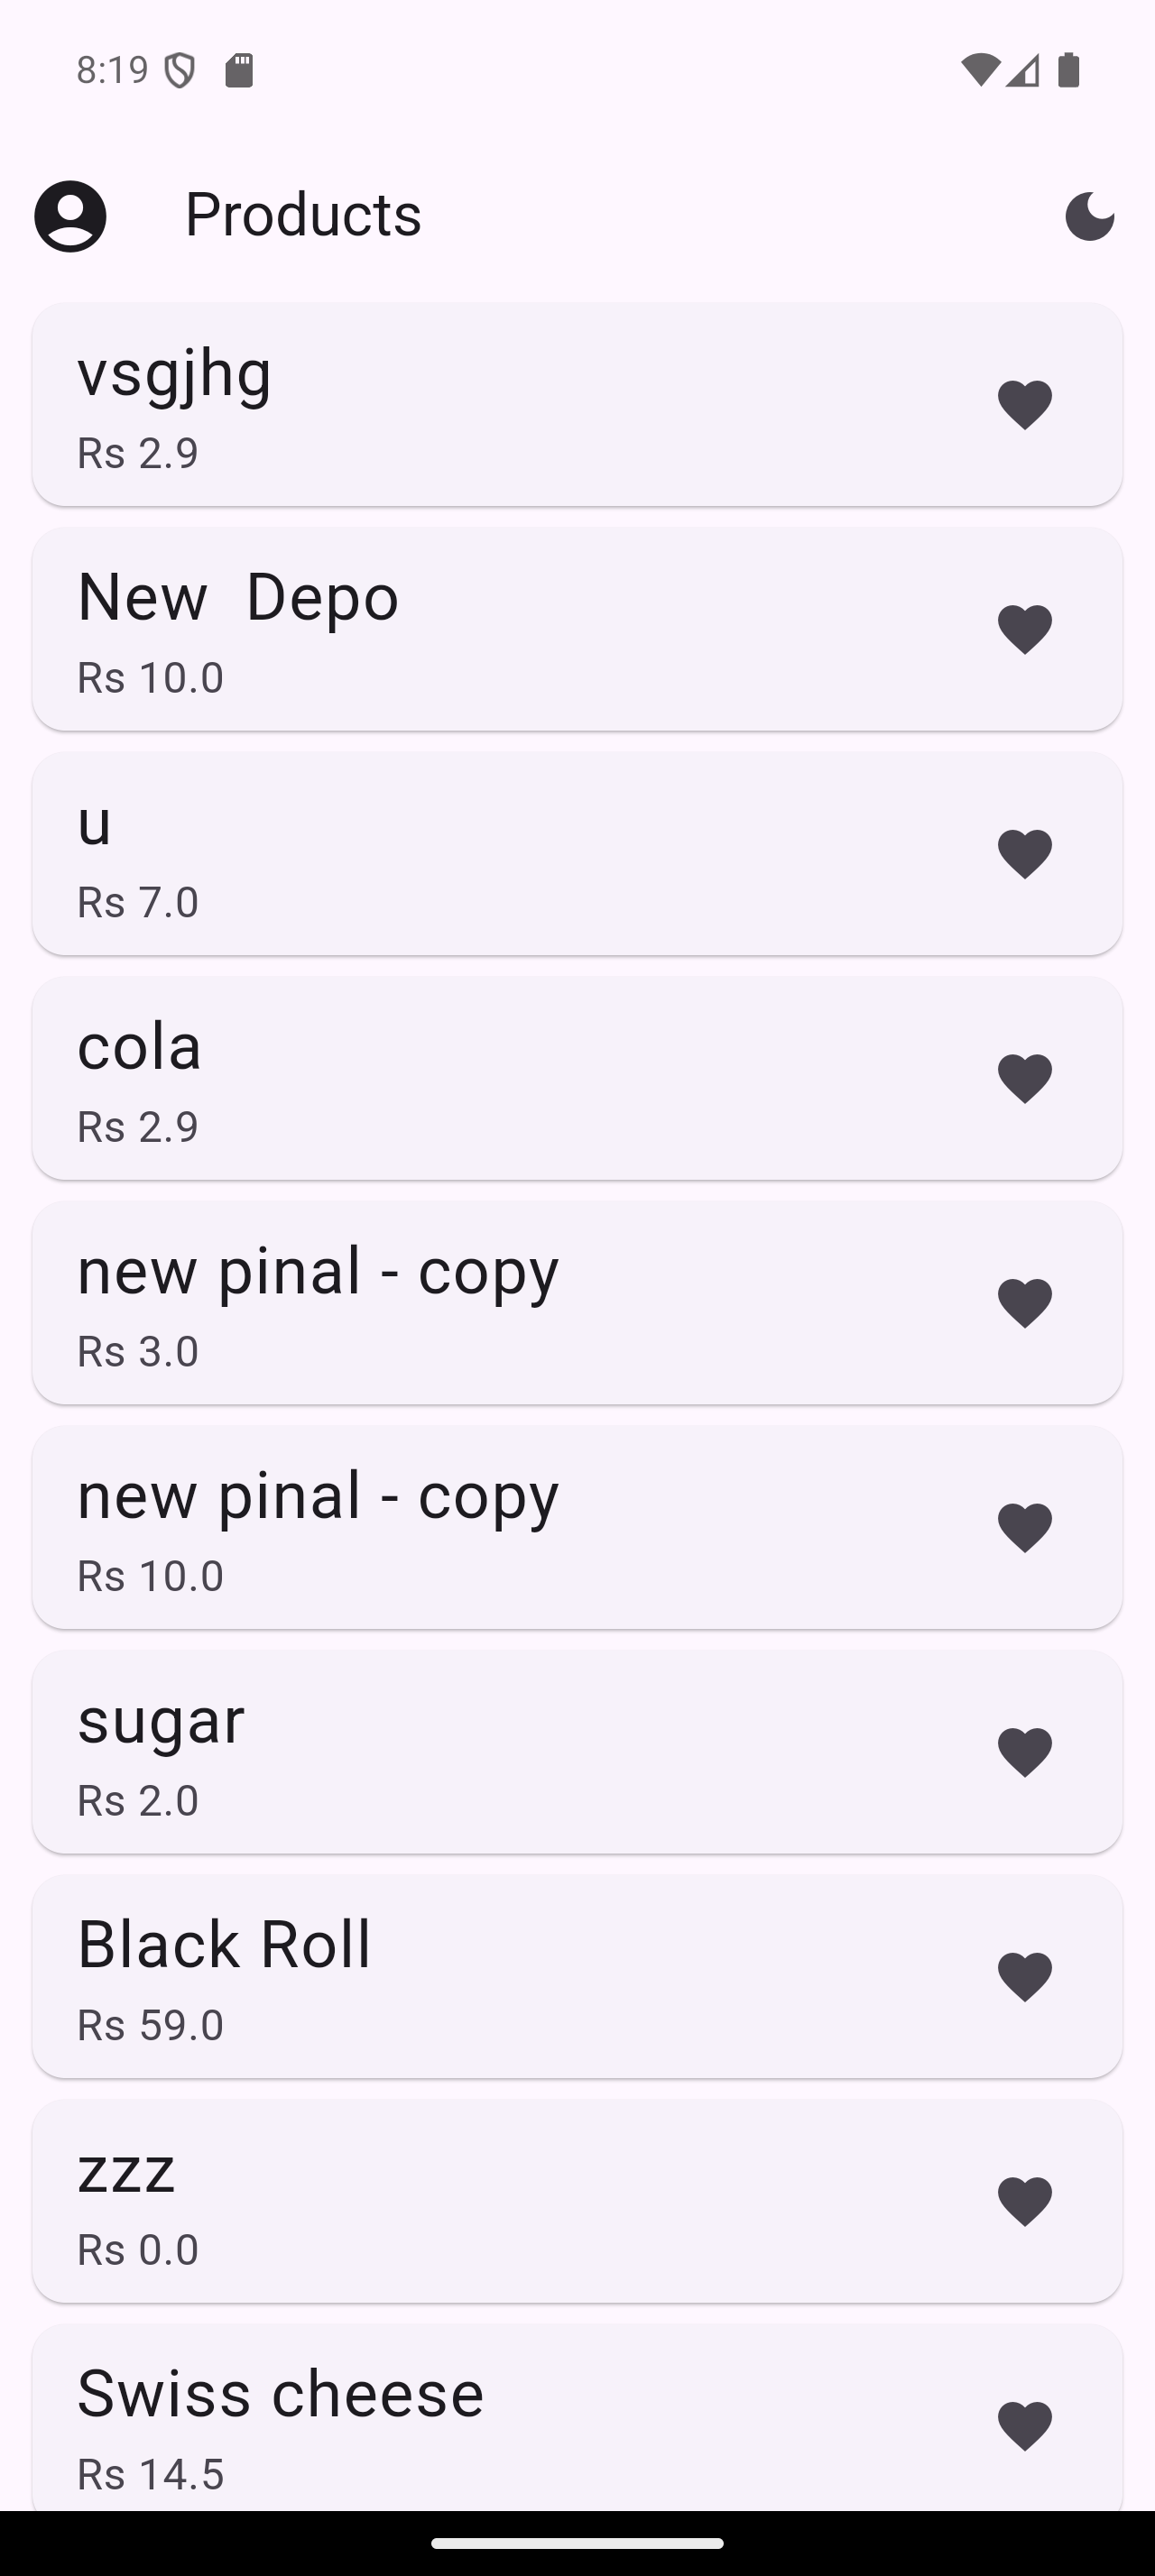 8:19
Products
vsgjhg
Rs 2.9
New  Depo
Rs 10.0
u
Rs 7.0
cola
Rs 2.9
new pinal - copy
Rs 3.0
new pinal - copy
Rs 10.0
sugar
Rs 2.0
Black Roll
Rs 59.0
zzz
Rs 0.0
Swiss cheese
Rs 14.5